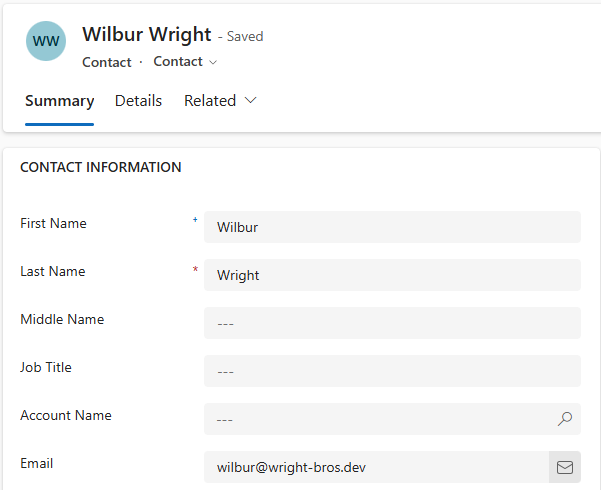 WW
Wilbur Wright - Saved
Contact · Contact
Summary Details Related
CONTACT INFORMATION
First Name + Wilbur
Last Name * Wright
Middle Name ---
Job Title ---
Account Name ---
Email wilbur@wright-bros.dev